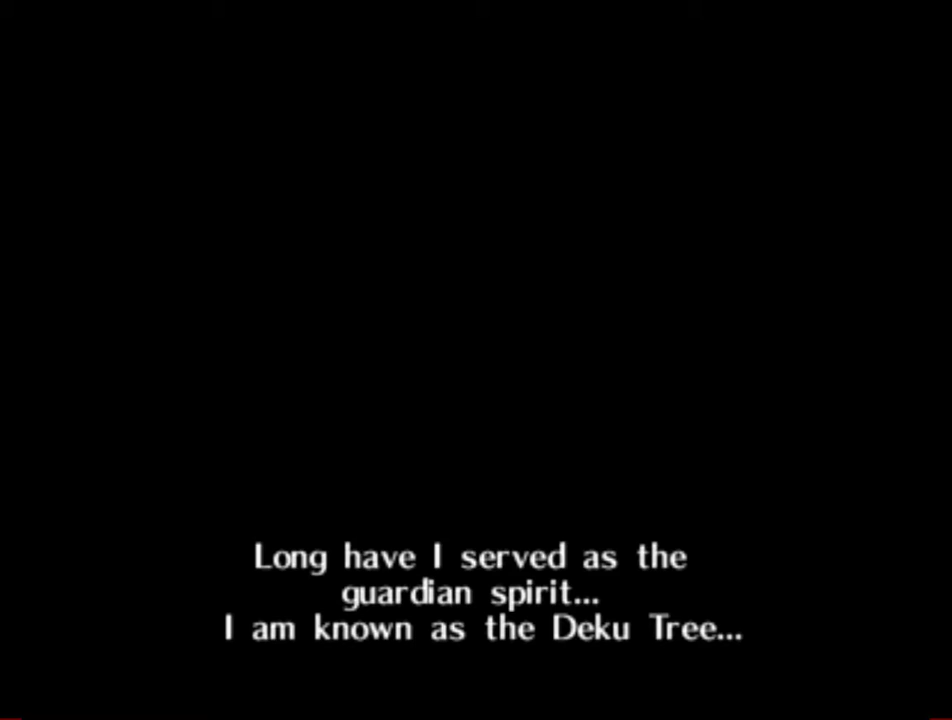 Long have I served as the
guardian spirit...
I am known as the Deku Tree...